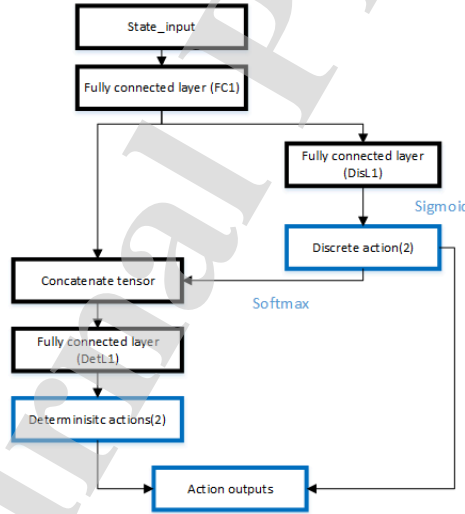 State_input
Fully connected layer (FC1)
Fully connected layer
(DisL1)
Sigmoid
Discrete action(2)
Concatenate tensor
Softmax
Fully connected layer
(DetL1)
Determinisitc actions(2)
Action outputs